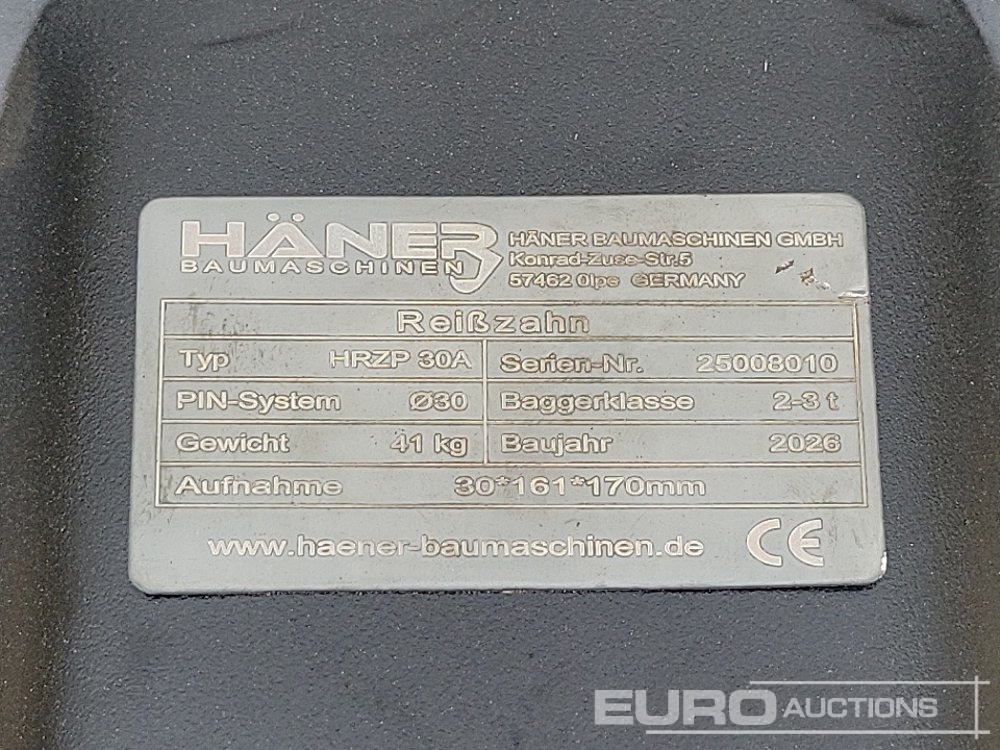 HÄNER
BAUMASCHINEN
HÄNER BAUMASCHINEN GMBH
Konrad-Zuse-Str.5
57462 Olpe GERMANY
Reißzahn
Typ HRZP 30A Serien-Nr. 25008010
PIN-System Ø30 Baggerklasse 2-3 t
Gewicht 41 kg Baujahr 2026
Aufnahme 30*161*170mm
www.haener-baumaschinen.de CE
EURO AUCTIONS